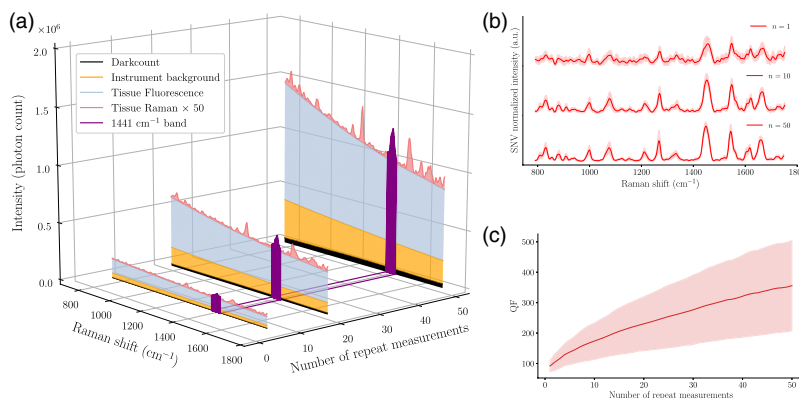 (a)
×10⁶
2.0
1.5
1.0
0.5
0.0
Intensity (photon count)
Darkcount
Instrument background
Tissue Fluorescence
Tissue Raman × 50
1441 cm⁻¹ band
800
1000
1200
1400
1600
1800
Raman shift (cm⁻¹)
0
10
20
30
40
50
Number of repeat measurements
(b)
SNV normalized intensity (a.u.)
n = 1
n = 10
n = 50
800 1000 1200 1400 1600 180
Raman shift (cm⁻¹)
(c)
QF
500
400
300
200
100
0 10 20 30 40 50
Number of repeat measurements